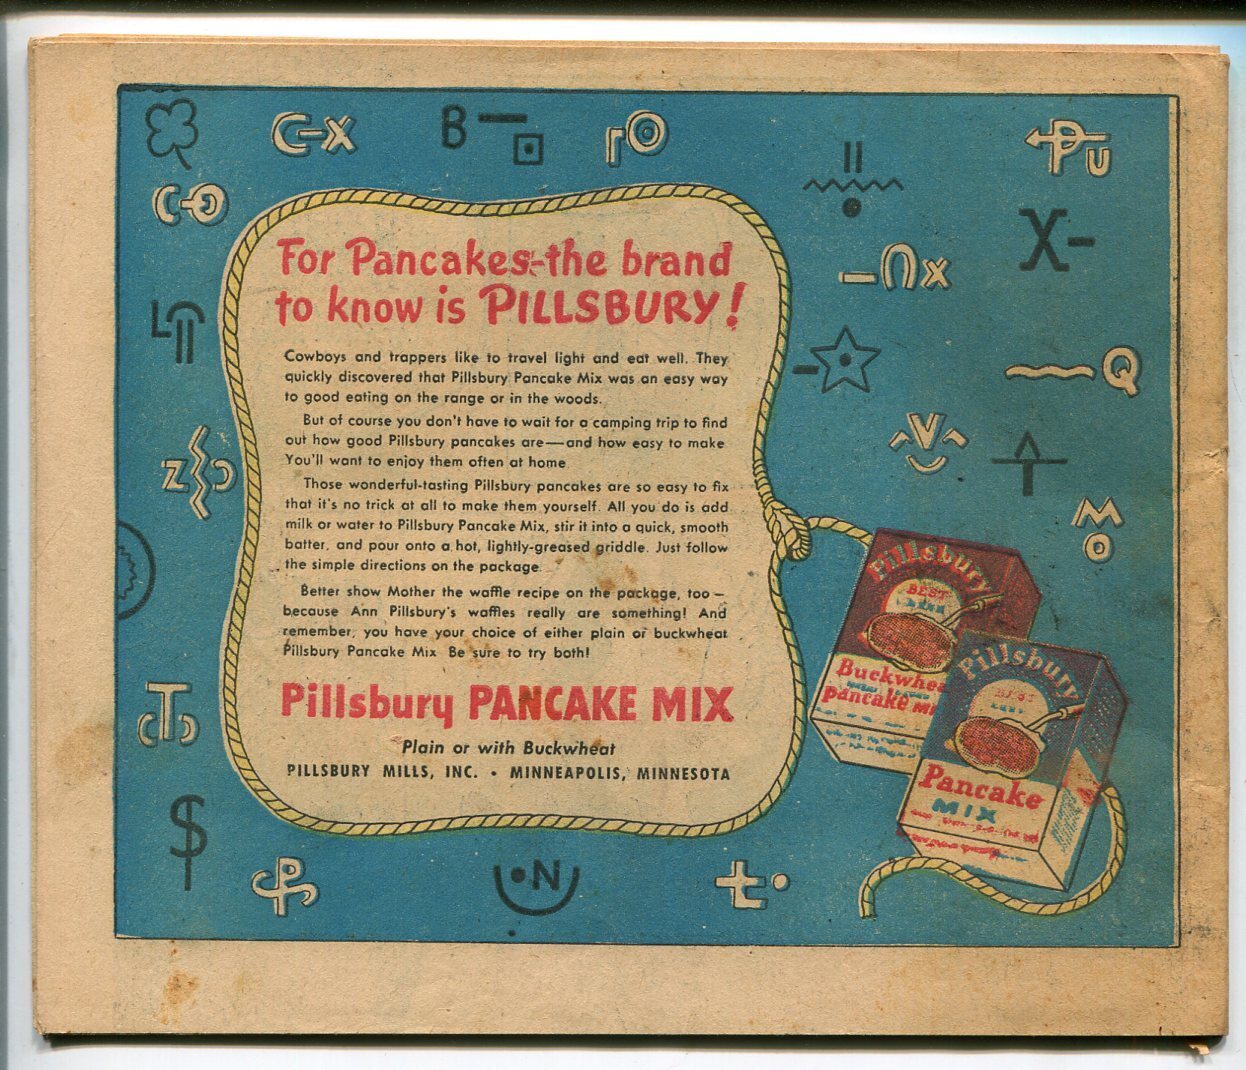 C-X
B
For Pancakes-the brand
to know is PILLSBURY!
Cowboys and trappers like to travel light and eat well. They
quickly discovered that Pillsbury Pancake Mix was an easy way
to good eating on the range or in the woods.
But of course you don't have to wait for a camping trip to find
out how good Pillsbury pancakes are—and how easy to make
You'll want to enjoy them often at home
Those wonderful-tasting Pillsbury pancakes are so easy to fix
that it's no trick at all to make them yourself. All you do is add
milk or water to Pillsbury Pancake Mix, stir it into a quick, smooth
batter, and pour onto a hot, lightly-greased griddle. Just follow
the simple directions on the package.
Better show Mother the waffle recipe on the package, too—
because Ann Pillsbury's waffles really are something! And
remember, you have your choice of either plain or buckwheat
Pillsbury Pancake Mix Be sure to try both!
Pillsbury PANCAKE MIX
Plain or with Buckwheat
PILLSBURY MILLS, INC. • MINNEAPOLIS, MINNESOTA
X-
Q
M
O
$
N
Pillsbury
BEST
Buckwhea
pancake mi
Pillsbury
Pancake
MIX